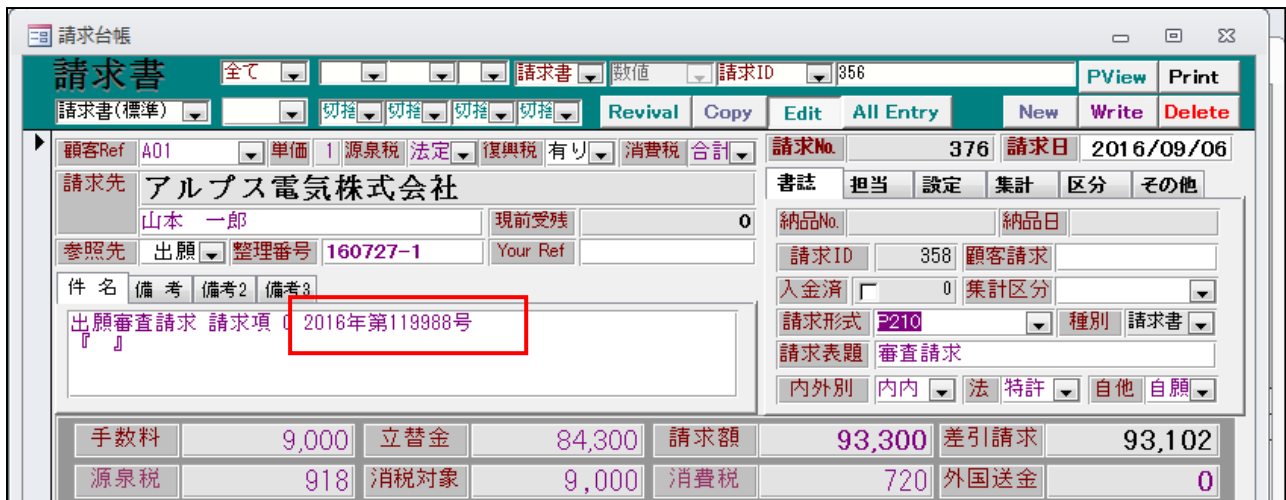 請求台帳
請求書 全て 請求書 数値 請求ID 356 PView Print
請求書(標準) 切捨 切捨 切捨 切捨 Revival Copy Edit All Entry New Write Delete
顧客Ref A01 単価 1 源泉税 法定 復興税 有り 消費税 合計 請求No. 376 請求日 2016/09/06
請求先 アルプス電気株式会社 書誌 担当 設定 集計 区分 その他
山本 一郎 現前受残 0 納品No. 納品日
参照先 出願 整理番号 160727-1 Your Ref 請求ID 358 顧客請求
件 名 備 考 備考2 備考3 入金済 0 集計区分
出願審査請求 請求項 0 2016年第119988号 請求形式 P210 種別 請求書
『 』 請求表題 審査請求
内外別 内内 法 特許 自他 自願
手数料 9,000 立替金 84,300 請求額 93,300 差引請求 93,102
源泉税 918 消税対象 9,000 消費税 720 外国送金 0